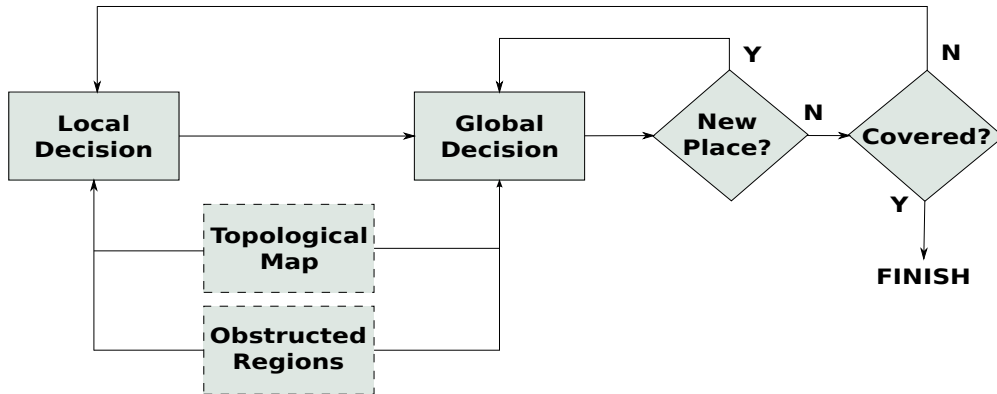 Local
Decision
Global
Decision
New
Place?
Y
N
Covered?
N
Y
FINISH
Topological
Map
Obstructed
Regions